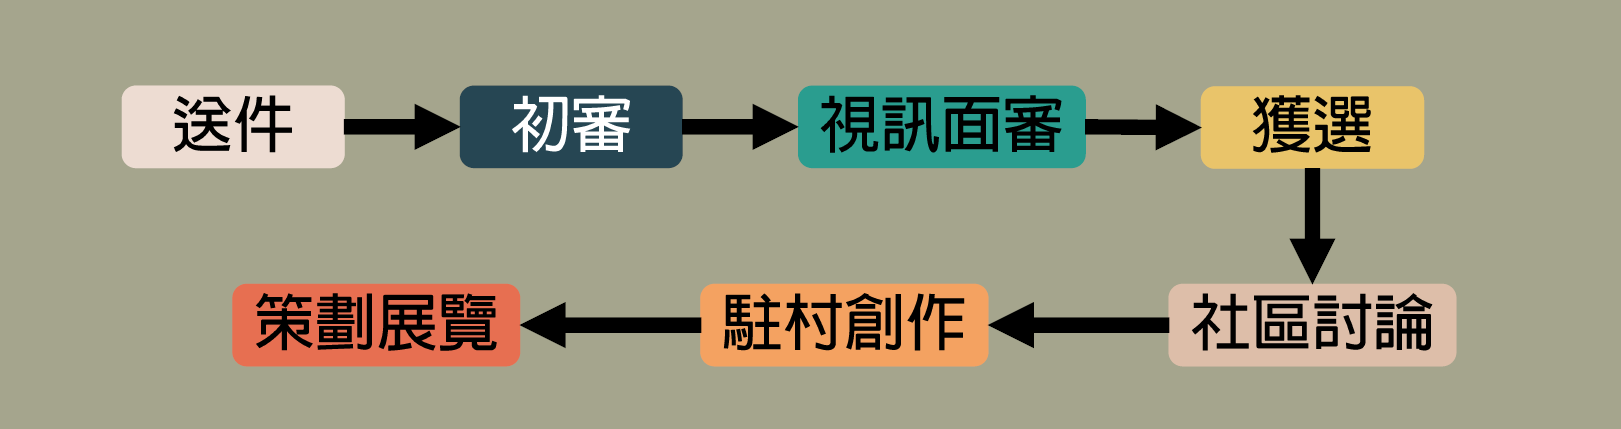 送件
初審
視訊面審
獲選
社區討論
駐村創作
策劃展覽